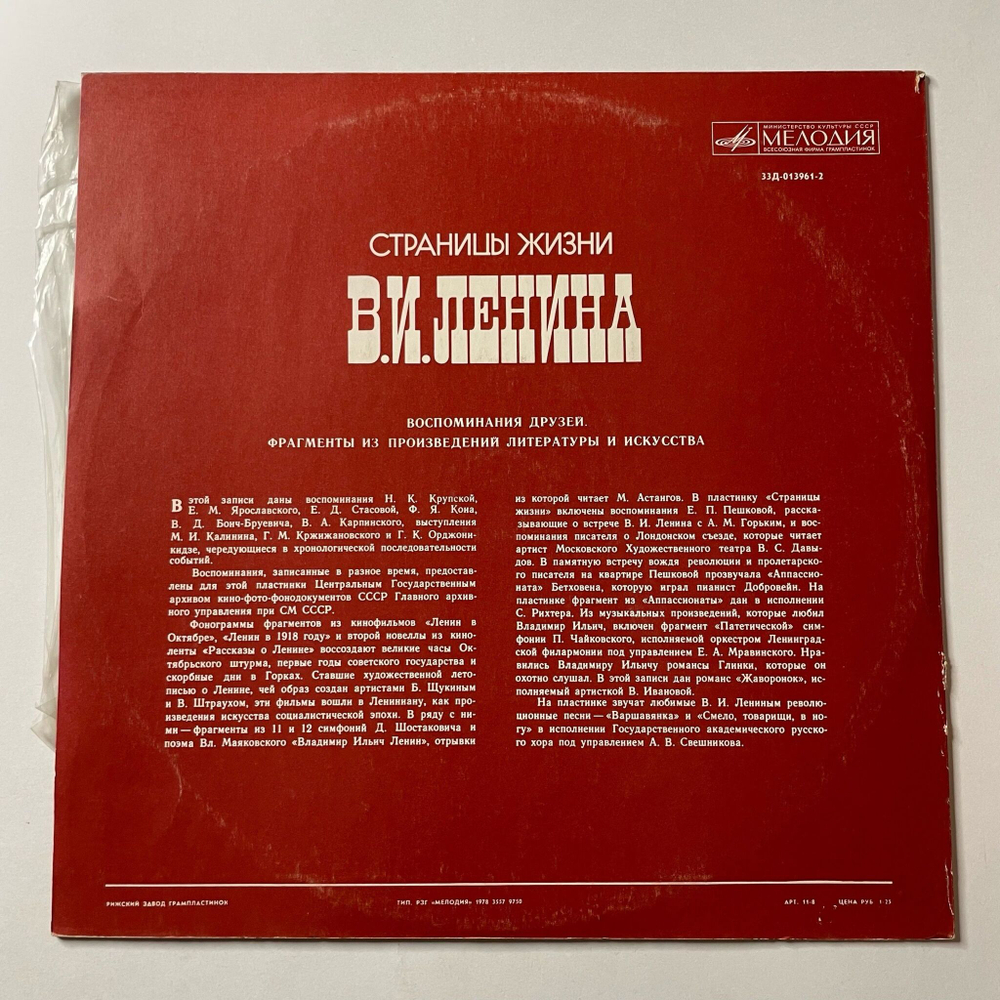 МИНИСТЕРСТВО КУЛЬТУРЫ СССР
МЕЛОДИЯ
ВСЕСОЮЗНАЯ ФИРМА ГРАМПЛАСТИНОК
33Д-013961-2
СТРАНИЦЫ ЖИЗНИ
В.И.ЛЕНИНА
ВОСПОМИНАНИЯ ДРУЗЕЙ.
ФРАГМЕНТЫ ИЗ ПРОИЗВЕДЕНИЙ ЛИТЕРАТУРЫ И ИСКУССТВА
В этой записи даны воспоминания Н. К. Крупской,
Е. М. Ярославского, Е. Д. Стасовой, Ф. Я. Кона,
В. Д. Бонч-Бруевича, В. А. Карпинского, выступления
М. И. Калинина, Г. М. Кржижановского и Г. К. Орджони-
кидзе, чередующиеся в хронологической последовательности
событий.
Воспоминания, записанные в разное время, предостав-
лены для этой пластинки Центральным Государственным
архивом кино-фото-фонодокументов СССР Главного архив-
ного управления при СМ СССР.
Фонограммы фрагментов из кинофильмов «Ленин в
Октябре», «Ленин в 1918 году» и второй новеллы из кино-
ленты «Рассказы о Ленине» воссоздают великие часы Ок-
тябрьского штурма, первые годы советского государства и
скорбные дни в Горках. Ставшие художественной лето-
писью о Ленине, чей образ создан артистами Б. Щукиным
и В. Штраухом, эти фильмы вошли в Лениниану, как про-
изведения искусства социалистической эпохи. В ряду с ни-
ми — фрагменты из 11 и 12 симфоний Д. Шостаковича и
поэма Вл. Маяковского «Владимир Ильич Ленин», отрывки
из которой читает М. Астангов. В пластинку «Страницы
жизни» включены воспоминания Е. П. Пешковой, расска-
зывающие о встрече В. И. Ленина с А. М. Горьким, и вос-
поминания писателя о Лондонском съезде, которые читает
артист Московского Художественного театра В. С. Давы-
дов. В памятную встречу вождя революции и пролетарско-
го писателя на квартире Пешковой прозвучала «Аппассио-
ната» Бетховена, которую играл пианист Добровейн. На
пластинке фрагмент из «Аппассионаты» дан в исполнении
С. Рихтера. Из музыкальных произведений, которые любил
Владимир Ильич, включен фрагмент «Патетической» сим-
фонии П. Чайковского, исполняемой оркестром Ленинград-
ской филармонии под управлением Е. А. Мравинского. Нра-
вились Владимиру Ильичу романсы Глинки, которые он
охотно слушал. В этой записи дан романс «Жаворонок», ис-
полняемый артисткой В. Ивановой.
На пластинке звучат любимые В. И. Лениным револю-
ционные песни — «Варшавянка» и «Смело, товарищи, в но-
гу» в исполнении Государственного академического русско-
го хора под управлением А. В. Свешникова.
РИЖСКИЙ ЗАВОД ГРАМПЛАСТИНОК
ТИП. РЗГ «МЕЛОДИЯ» 1978 3557 9750
АРТ. 11-8
ЦЕНА РУБ 1-25